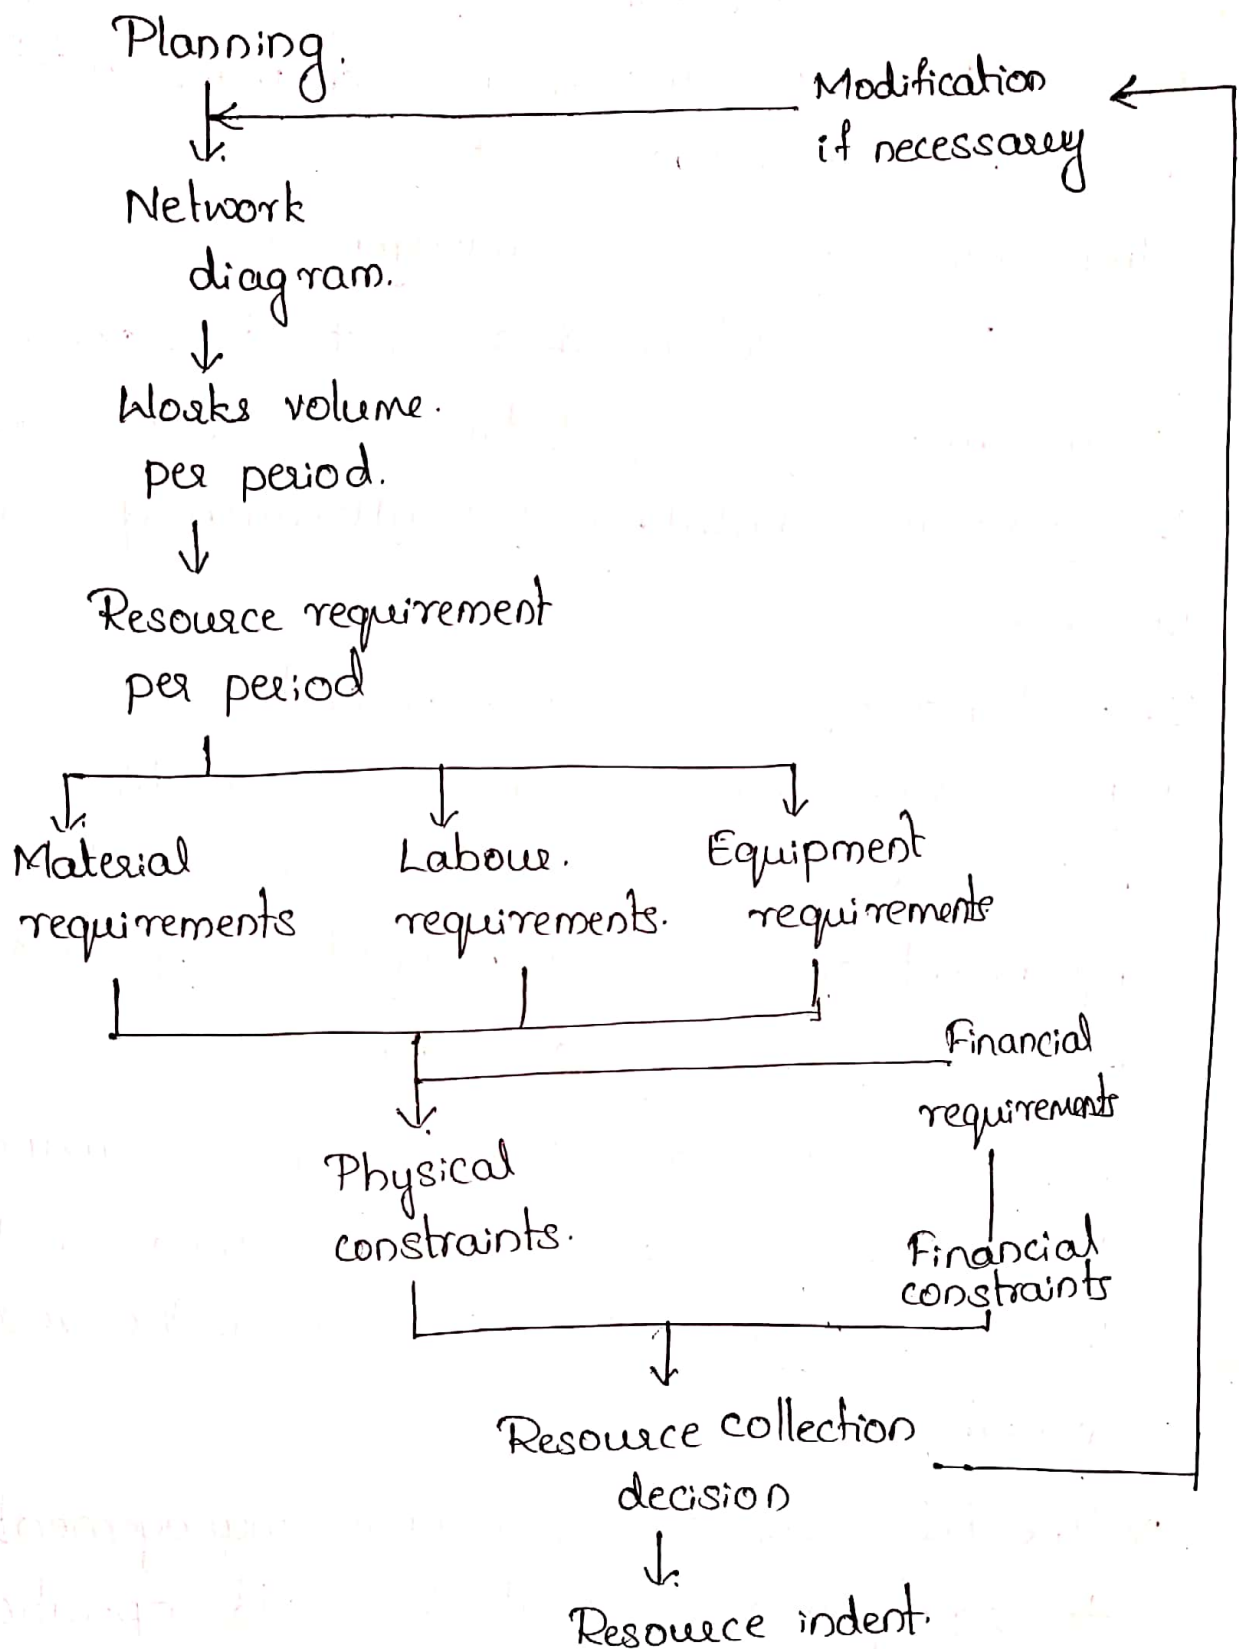 Planning.
Modification
if necessary
Network
diagram.
Works volume.
per period.
Resource requirement
per period
Material
requirements
Labour.
requirements.
Equipment
requirements
Financial
requirements
Physical
constraints.
Financial
constraints
Resource collection
decision
Resource indent.